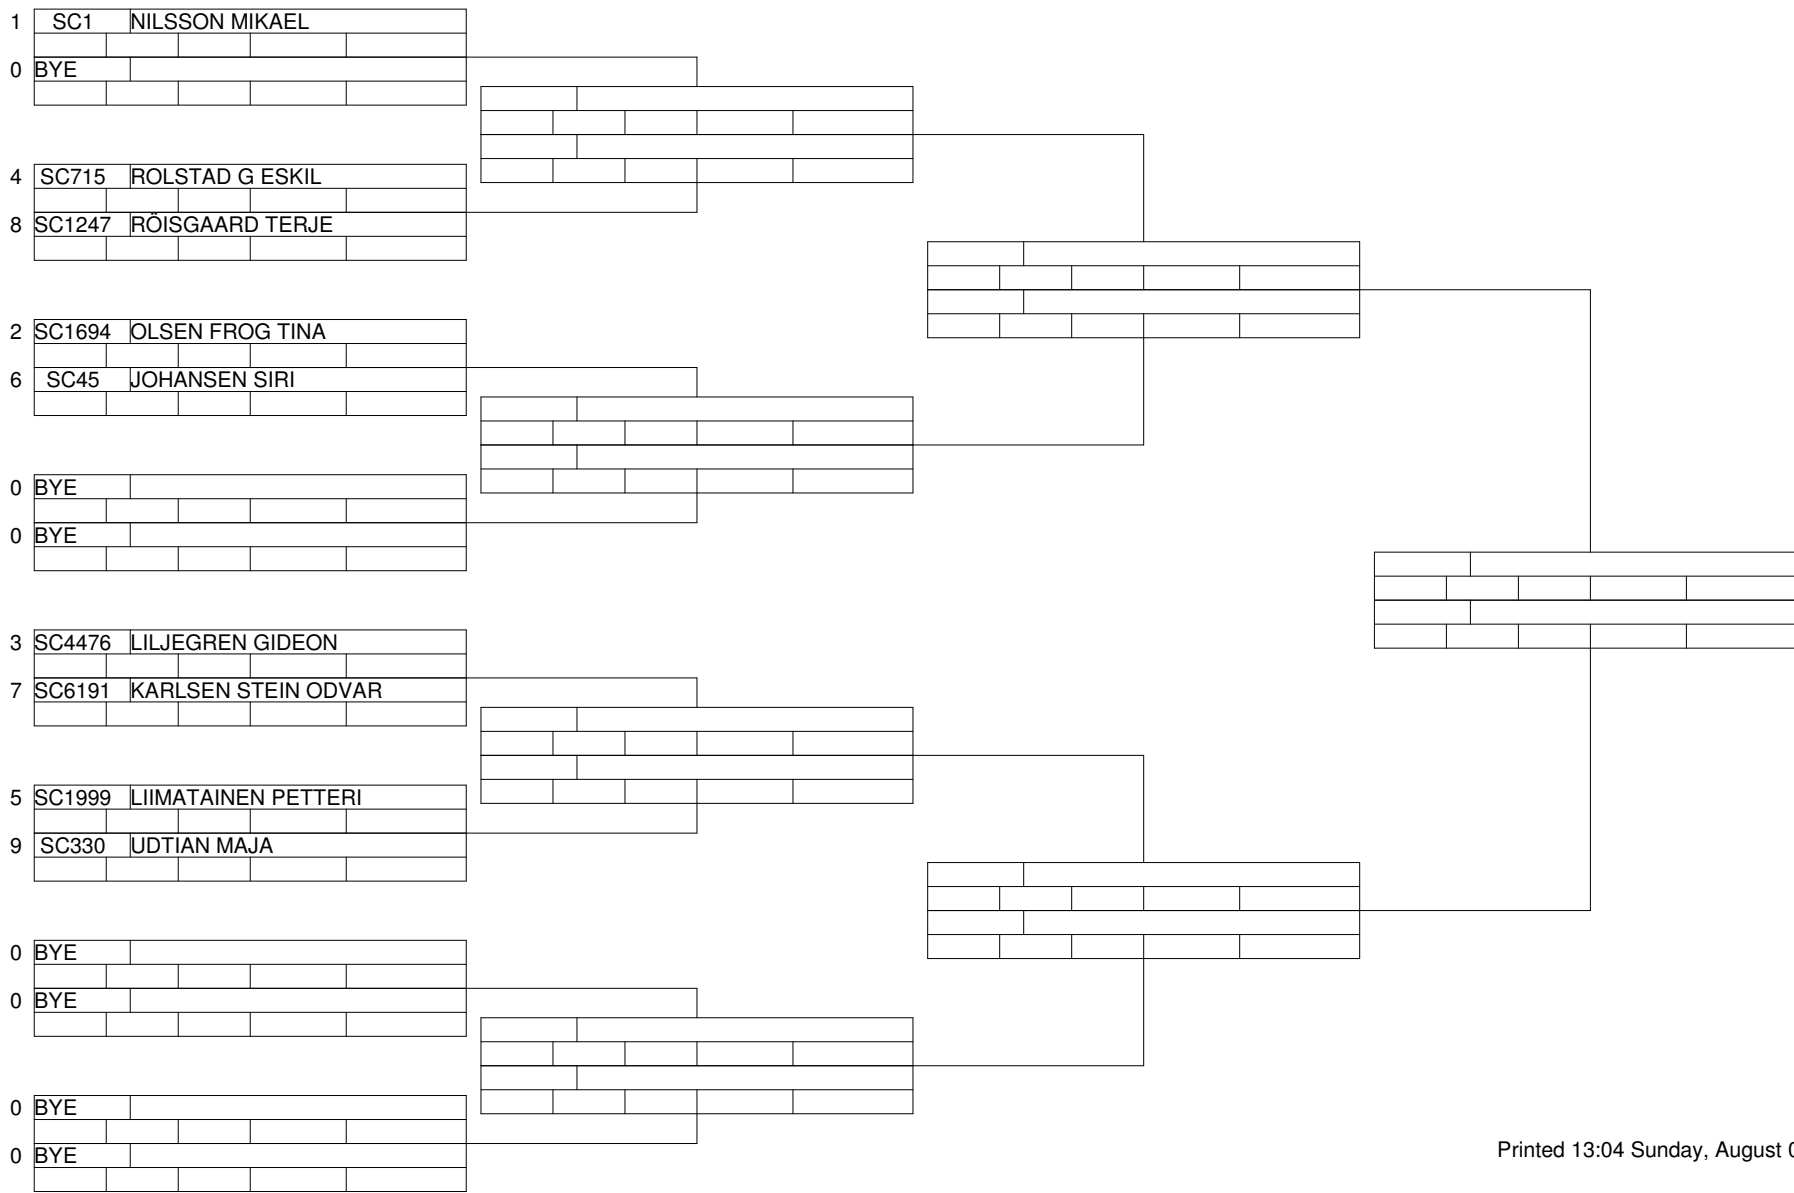 1 SC1 NILSSON MIKAEL
0 BYE
4 SC715 ROLSTAD G ESKIL
8 SC1247 RÖISGAARD TERJE
2 SC1694 OLSEN FROG TINA
6 SC45 JOHANSEN SIRI
0 BYE
0 BYE
3 SC4476 LILJEGREN GIDEON
7 SC6191 KARLSEN STEIN ODVAR
5 SC1999 LIIMATAINEN PETTERI
9 SC330 UDTIAN MAJA
0 BYE
0 BYE
0 BYE
0 BYE
Printed 13:04 Sunday, August